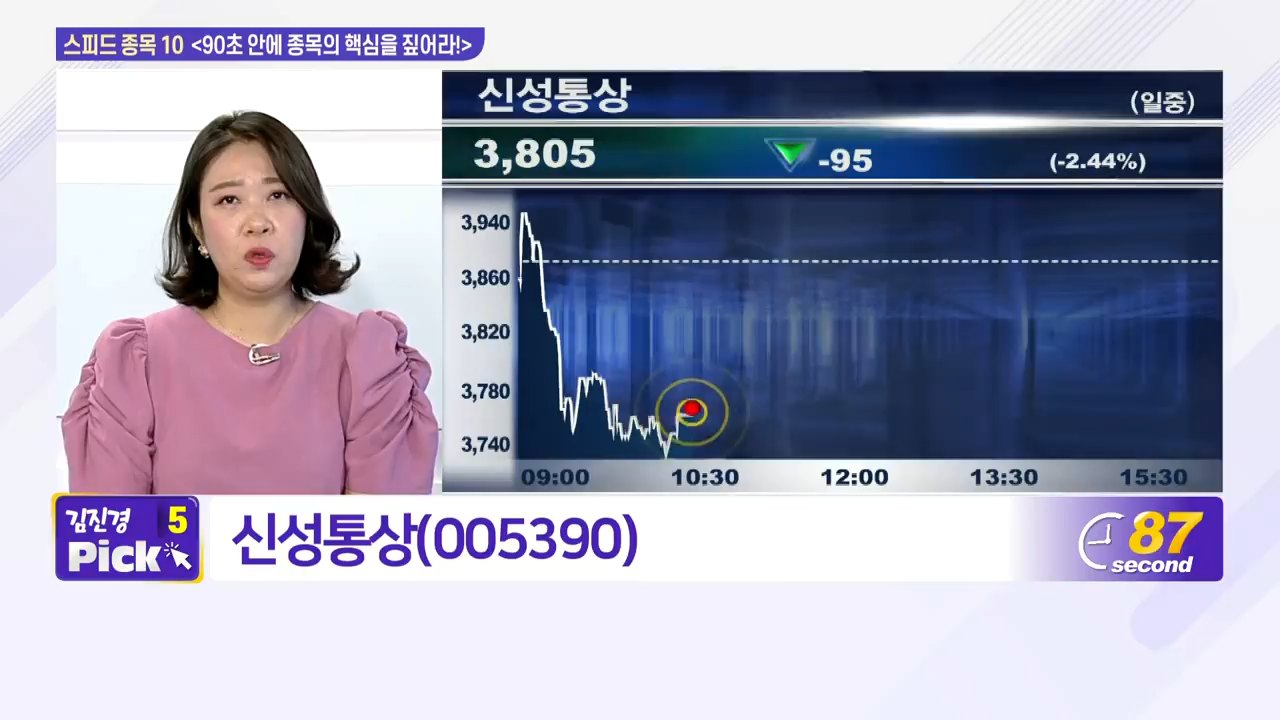 스피드 종목 10 <90초 안에 종목의 핵심을 짚어라!>
신성통상
(일중)
3,805 -95 (-2.44%)
3,940
3,860
3,820
3,780
3,740
09:00 10:30 12:00 13:30 15:30
김진경 5
Pick
신성통상(005390)
87
second